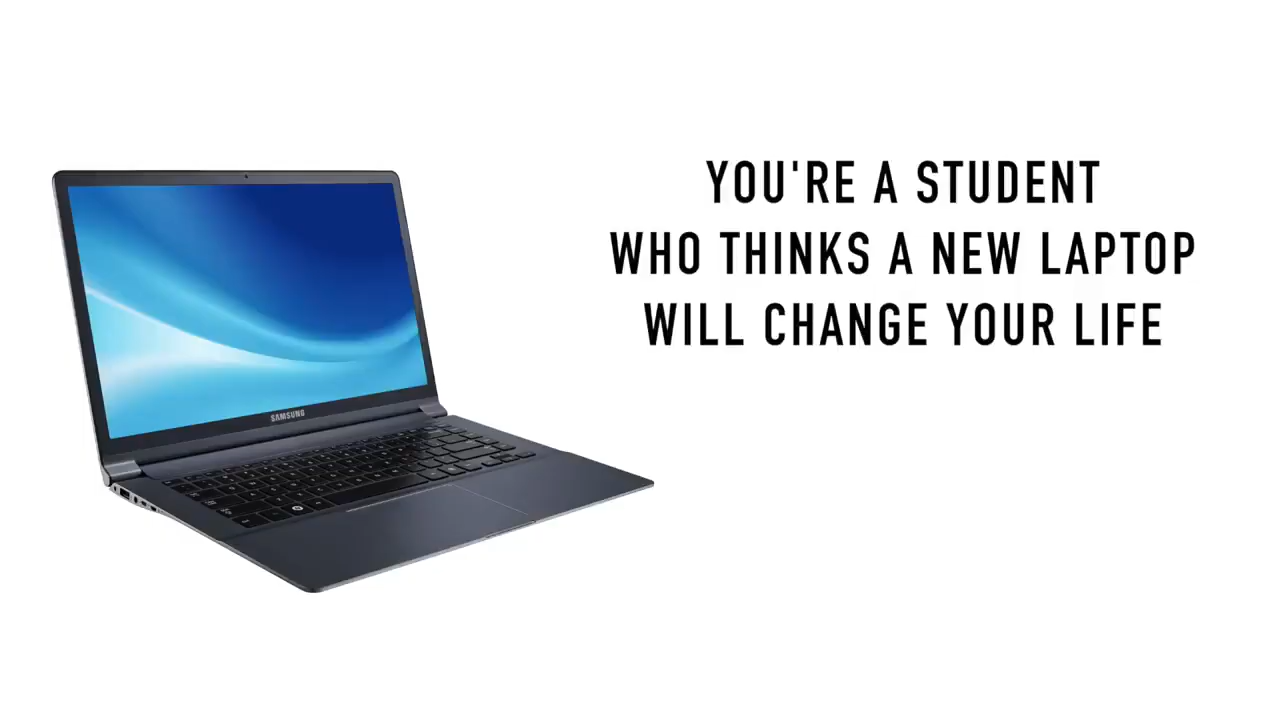 YOU'RE A STUDENT
WHO THINKS A NEW LAPTOP
WILL CHANGE YOUR LIFE
SAMSUNG